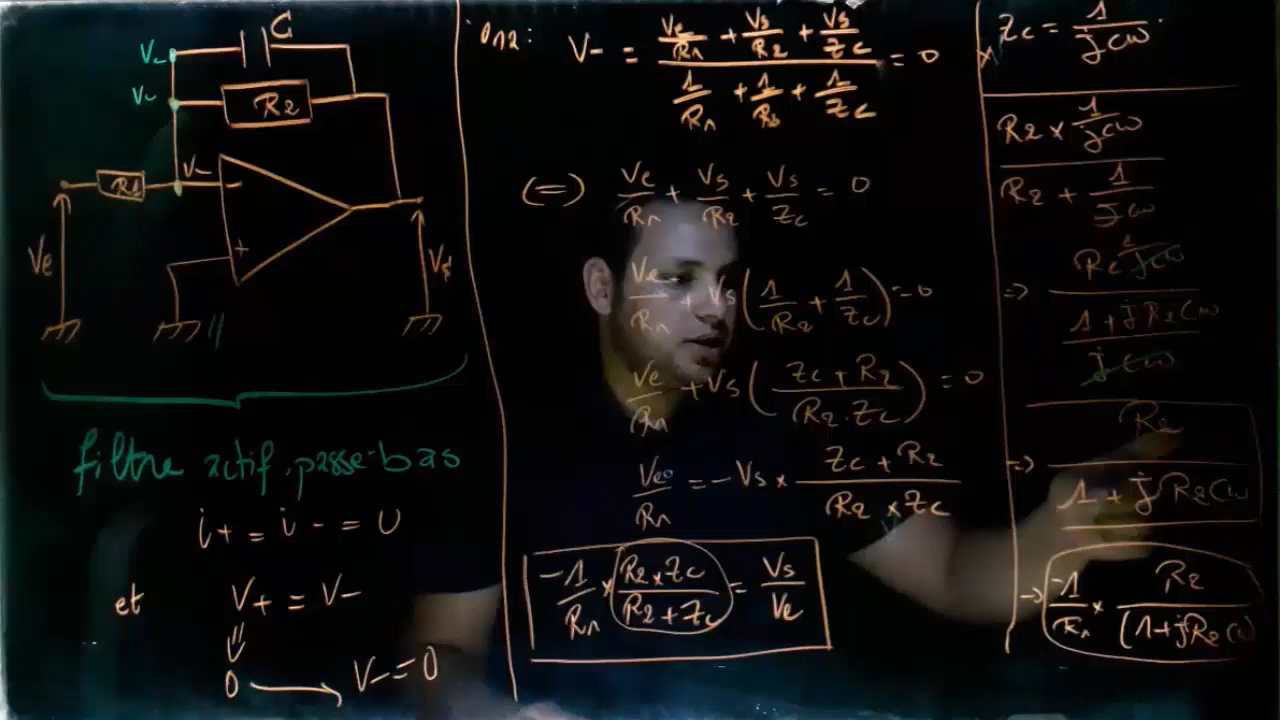 C
V-
R2
V-
V-
R1
-
+
Ve
Vs
filtre actif passe-bas
i+ = i- = 0
et
V+ = V-
0 → V- = 0
V- = (Ve/R1 + Vs/R2 + Vs/Zc) / (1/R1 + 1/R2 + 1/Zc) = 0
(=) Ve/R1 + Vs/R2 + Vs/Zc = 0
Ve/R1 + Vs(1/R2 + 1/Zc) = 0
Ve/R1 + Vs((Zc + R2)/(R2.Zc)) = 0
Ve/R1 = -Vs × (Zc + R2)/(R2 × Zc)
-1/R1 × (R2 × Zc)/(R2 + Zc) = Vs/Ve
Zc = 1/jCω
(R2 × 1/jCω) / (R2 + 1/jCω)
=> (R2/jCω) / ((1 + jR2Cω)/jCω)
=> R2/(1 + jR2Cω)
→ -1/R1 × R2/(1+jR2Cω)